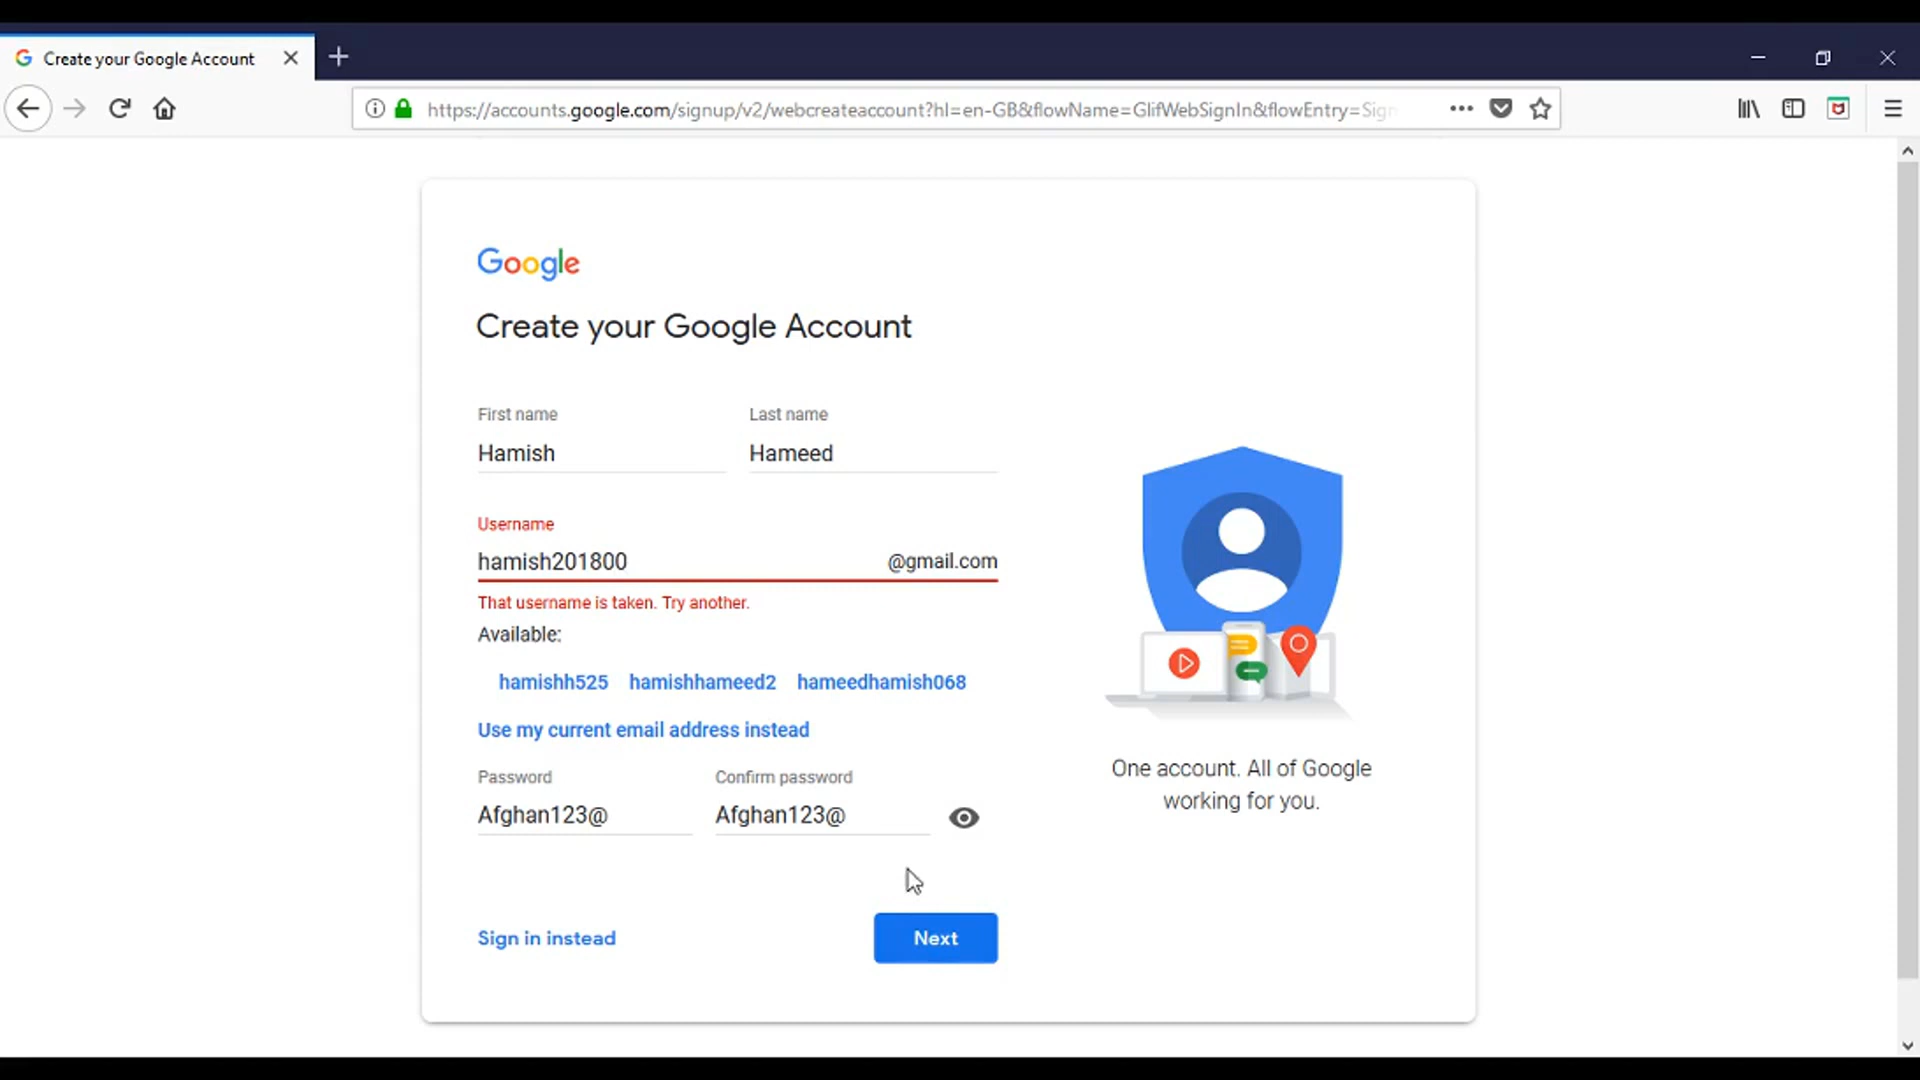 Create your Google Account
https://accounts.google.com/signup/v2/webcreateaccount?hl=en-GB&flowName=GlifWebSignIn&flowEntry=Sign
Google
Create your Google Account
First name Last name
Hamish Hameed
Username
hamish201800 @gmail.com
That username is taken. Try another.
Available:
hamishh525 hamishhameed2 hameedhamish068
Use my current email address instead
Password Confirm password
Afghan123@ Afghan123@
Sign in instead Next
One account. All of Google
working for you.